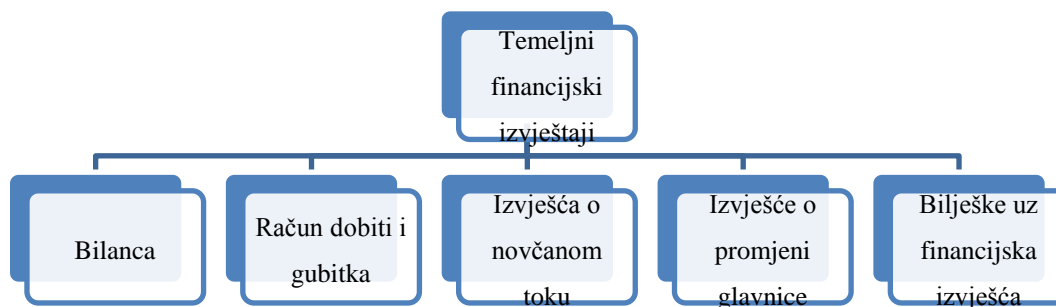 Temeljni
financijski
izvještaji
Bilanca
Račun dobiti i
gubitka
Izvješća o
novčanom
toku
Izvješće o
promjeni
glavnice
Bilješke uz
financijska
izvješća